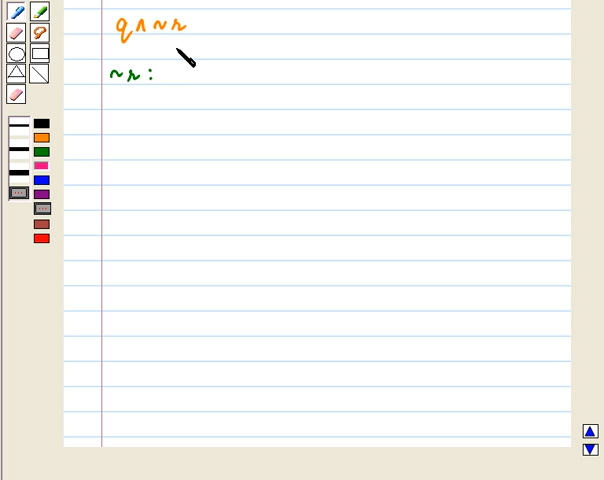 q ∧ ~r
~r :